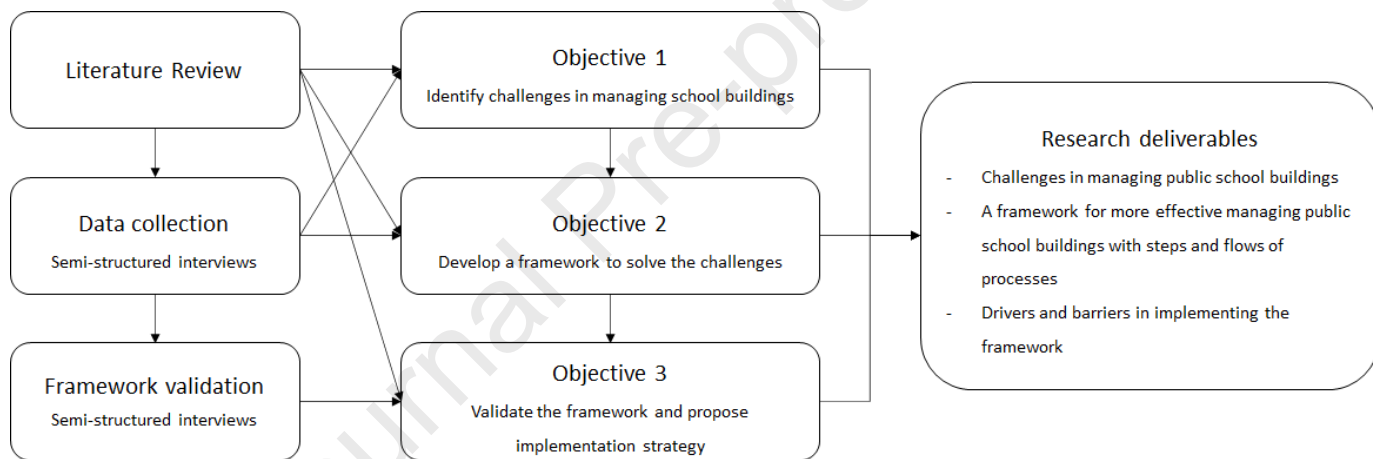 Literature Review
Data collection
Semi-structured interviews
Framework validation
Semi-structured interviews
Objective 1
Identify challenges in managing school buildings
Objective 2
Develop a framework to solve the challenges
Objective 3
Validate the framework and propose
implementation strategy
Research deliverables
- Challenges in managing public school buildings
- A framework for more effective managing public
school buildings with steps and flows of
processes
- Drivers and barriers in implementing the
framework
urnal Pre-pr